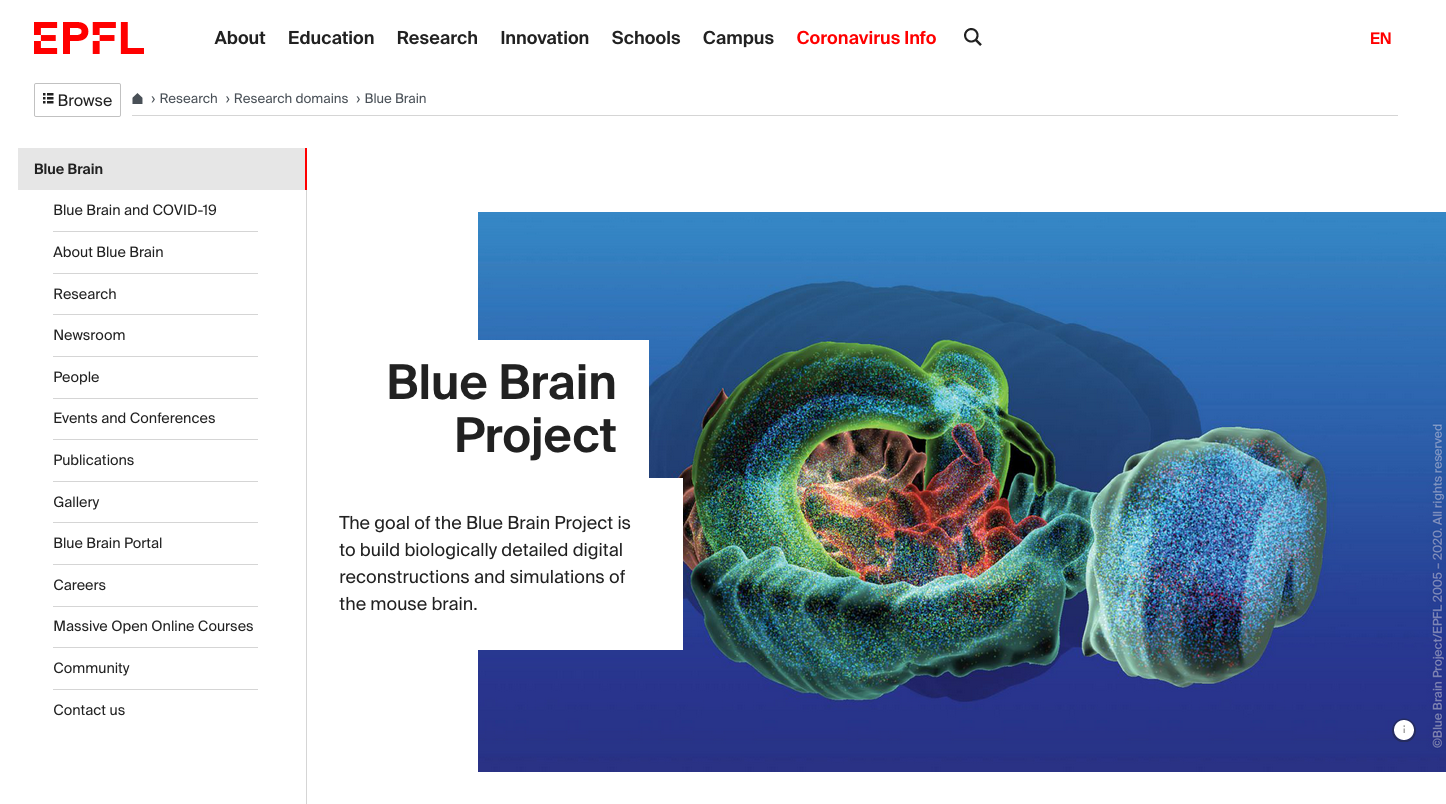 EPFL
About Education Research Innovation Schools Campus Coronavirus Info EN
Browse › Research › Research domains › Blue Brain
Blue Brain
Blue Brain and COVID-19
About Blue Brain
Research
Newsroom
People
Events and Conferences
Publications
Gallery
Blue Brain Portal
Careers
Massive Open Online Courses
Community
Contact us
Blue Brain
Project
The goal of the Blue Brain Project is
to build biologically detailed digital
reconstructions and simulations of
the mouse brain.
©Blue Brain Project/EPFL 2005 – 2020. All rights reserved
i